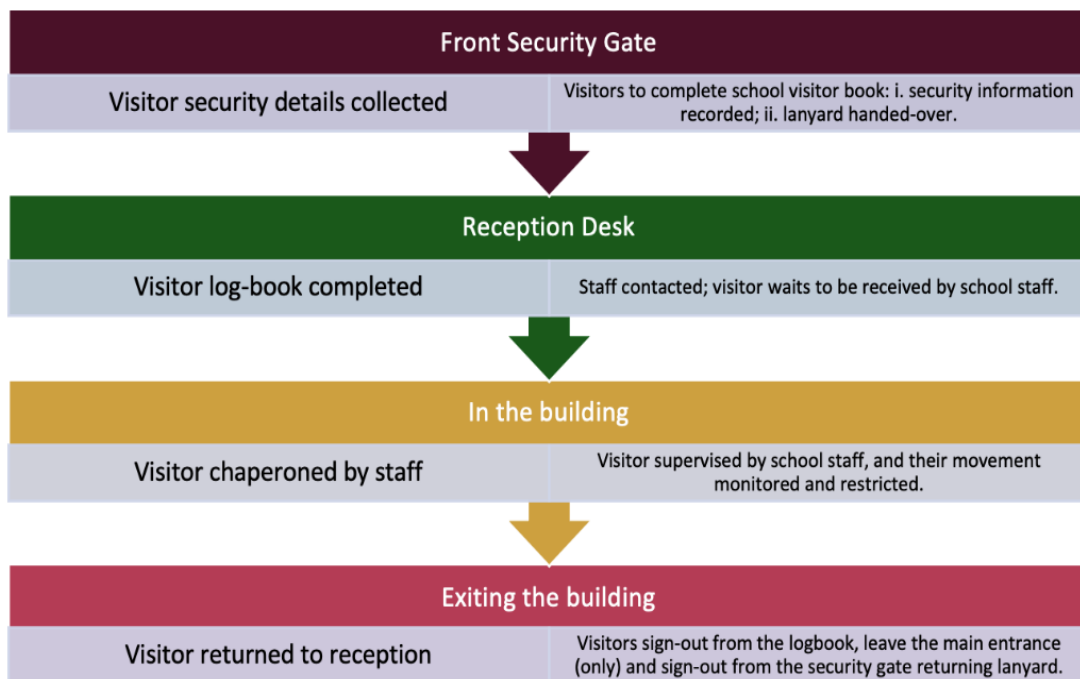 Front Security Gate
Visitor security details collected
Visitors to complete school visitor book: i. security information
recorded; ii. lanyard handed-over.
Reception Desk
Visitor log-book completed
Staff contacted; visitor waits to be received by school staff.
In the building
Visitor chaperoned by staff
Visitor supervised by school staff, and their movement
monitored and restricted.
Exiting the building
Visitor returned to reception
Visitors sign-out from the logbook, leave the main entrance
(only) and sign-out from the security gate returning lanyard.